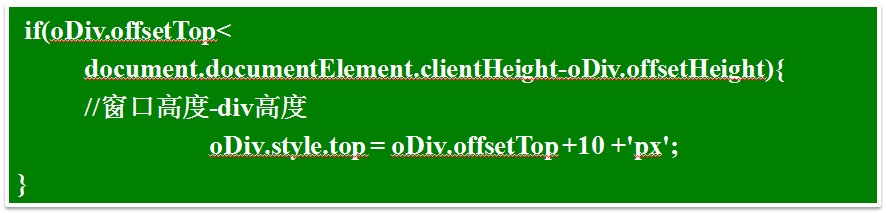 if(oDiv.offsetTop<
document.documentElement.clientHeight-oDiv.offsetHeight){
//窗口高度-div高度
oDiv.style.top = oDiv.offsetTop +10 +'px';
}